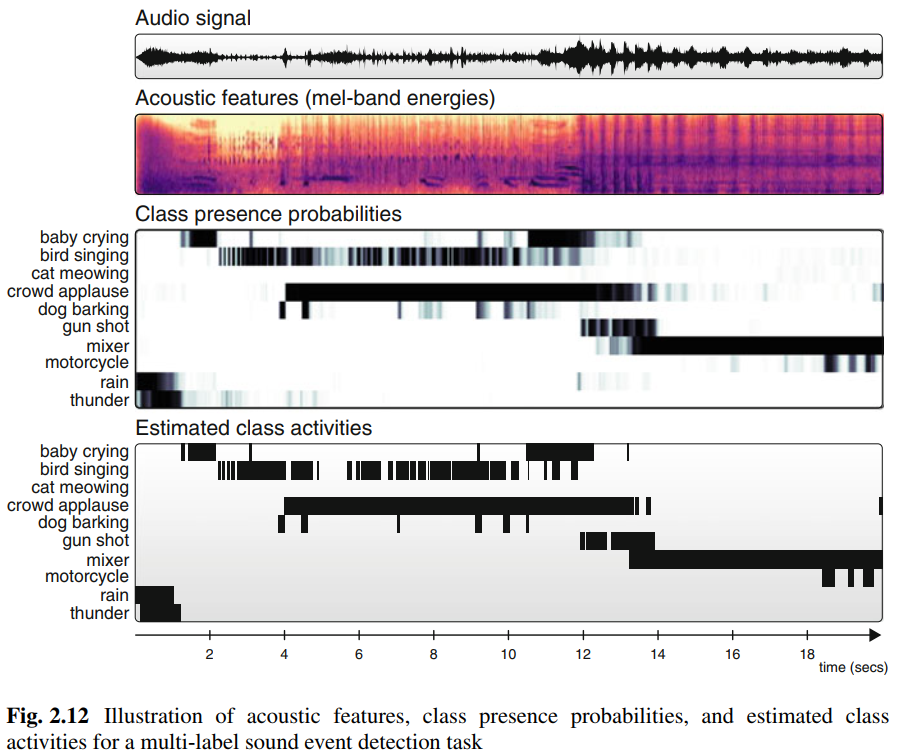 Audio signal
Acoustic features (mel-band energies)
Class presence probabilities
baby crying
bird singing
cat meowing
crowd applause
dog barking
gun shot
mixer
motorcycle
rain
thunder
Estimated class activities
baby crying
bird singing
cat meowing
crowd applause
dog barking
gun shot
mixer
motorcycle
rain
thunder
2 4 6 8 10 12 14 16 18
time (secs)
Fig. 2.12 Illustration of acoustic features, class presence probabilities, and estimated class
activities for a multi-label sound event detection task